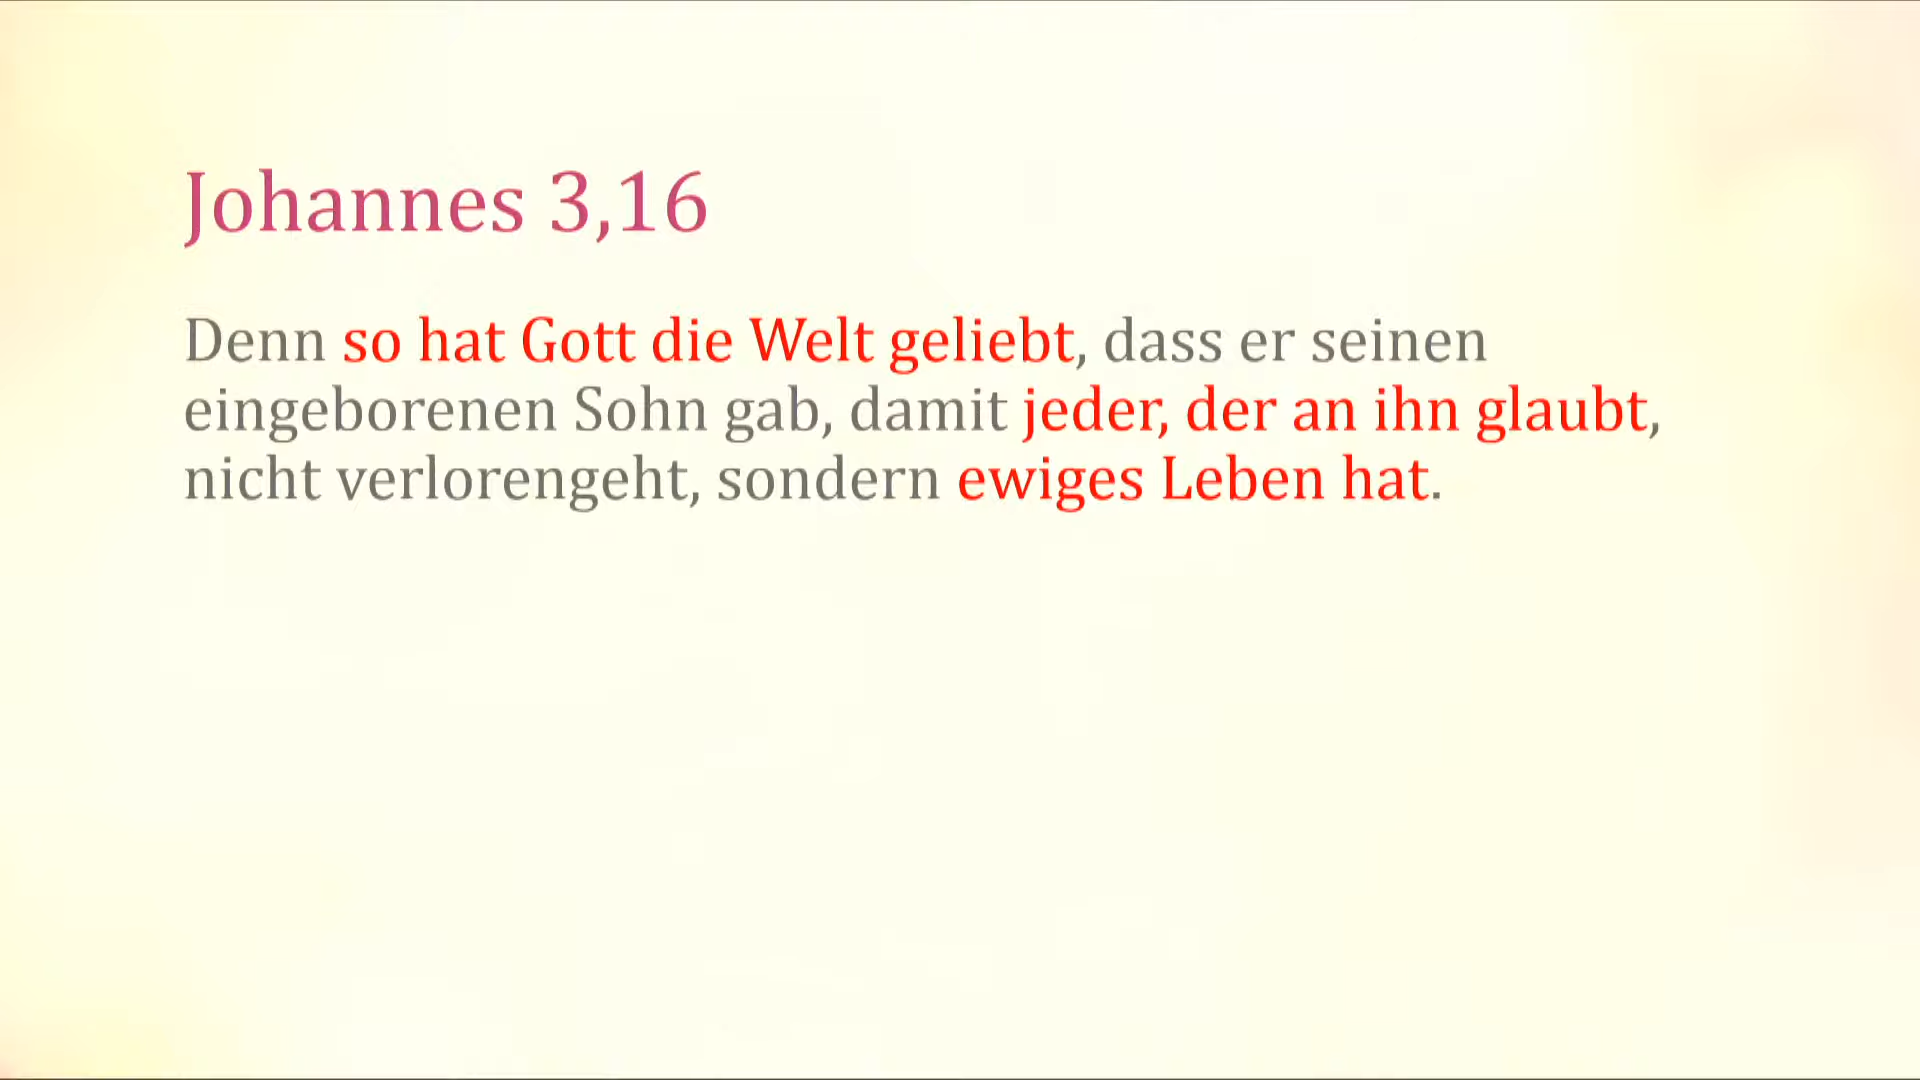 Johannes 3,16
Denn so hat Gott die Welt geliebt, dass er seinen
eingeborenen Sohn gab, damit jeder, der an ihn glaubt,
nicht verlorengeht, sondern ewiges Leben hat.